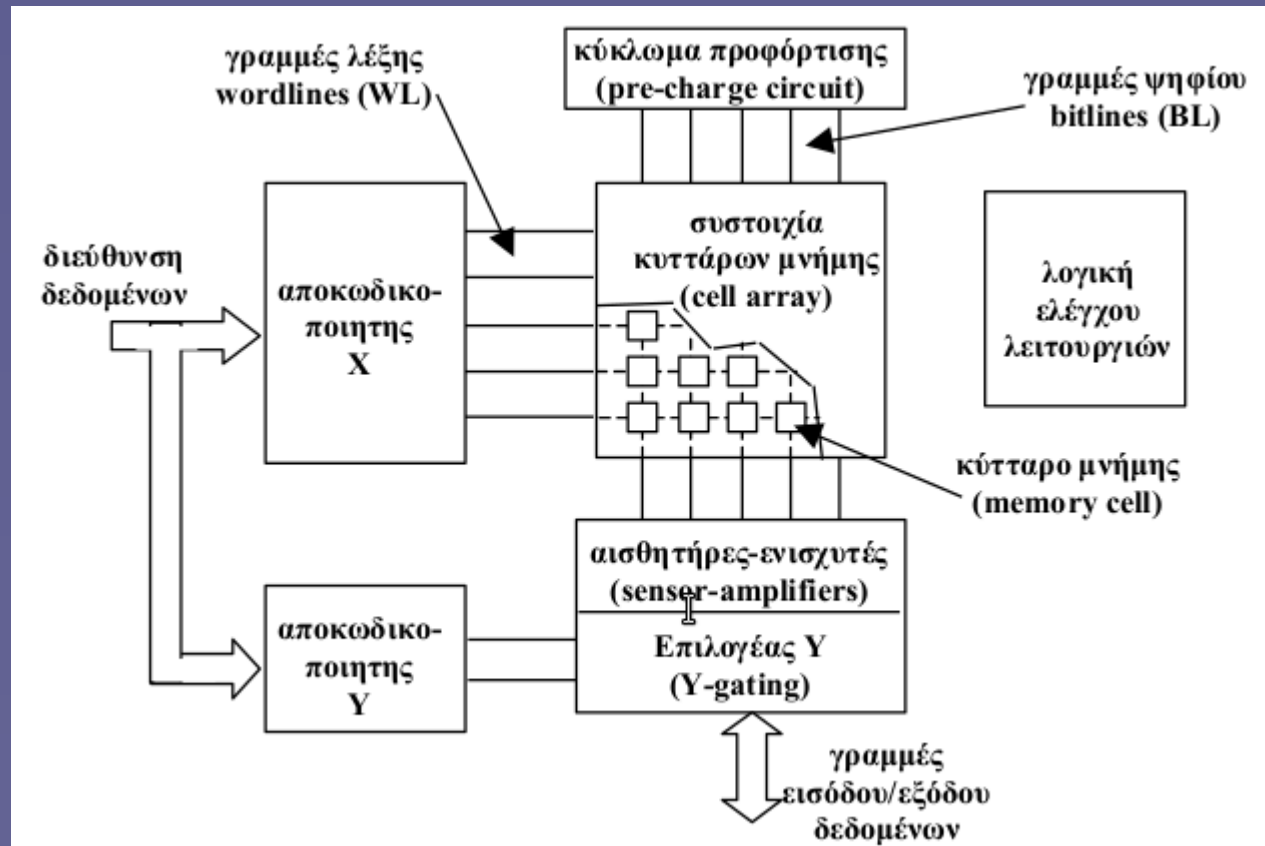 κύκλωμα προφόρτισης
(pre-charge circuit)
γραμμές λέξης
wordlines (WL)
γραμμές ψηφίου
bitlines (BL)
διεύθυνση
δεδομένων
αποκωδικο-
ποιητης
X
συστοιχία
κυττάρων μνήμης
(cell array)
λογική
ελέγχου
λειτουργιών
κύτταρο μνήμης
(memory cell)
αισθητήρες-ενισχυτές
(senser-amplifiers)
αποκωδικο-
ποιητης
Y
Επιλογέας Y
(Y-gating)
γραμμές
εισόδου/εξόδου
δεδομένων